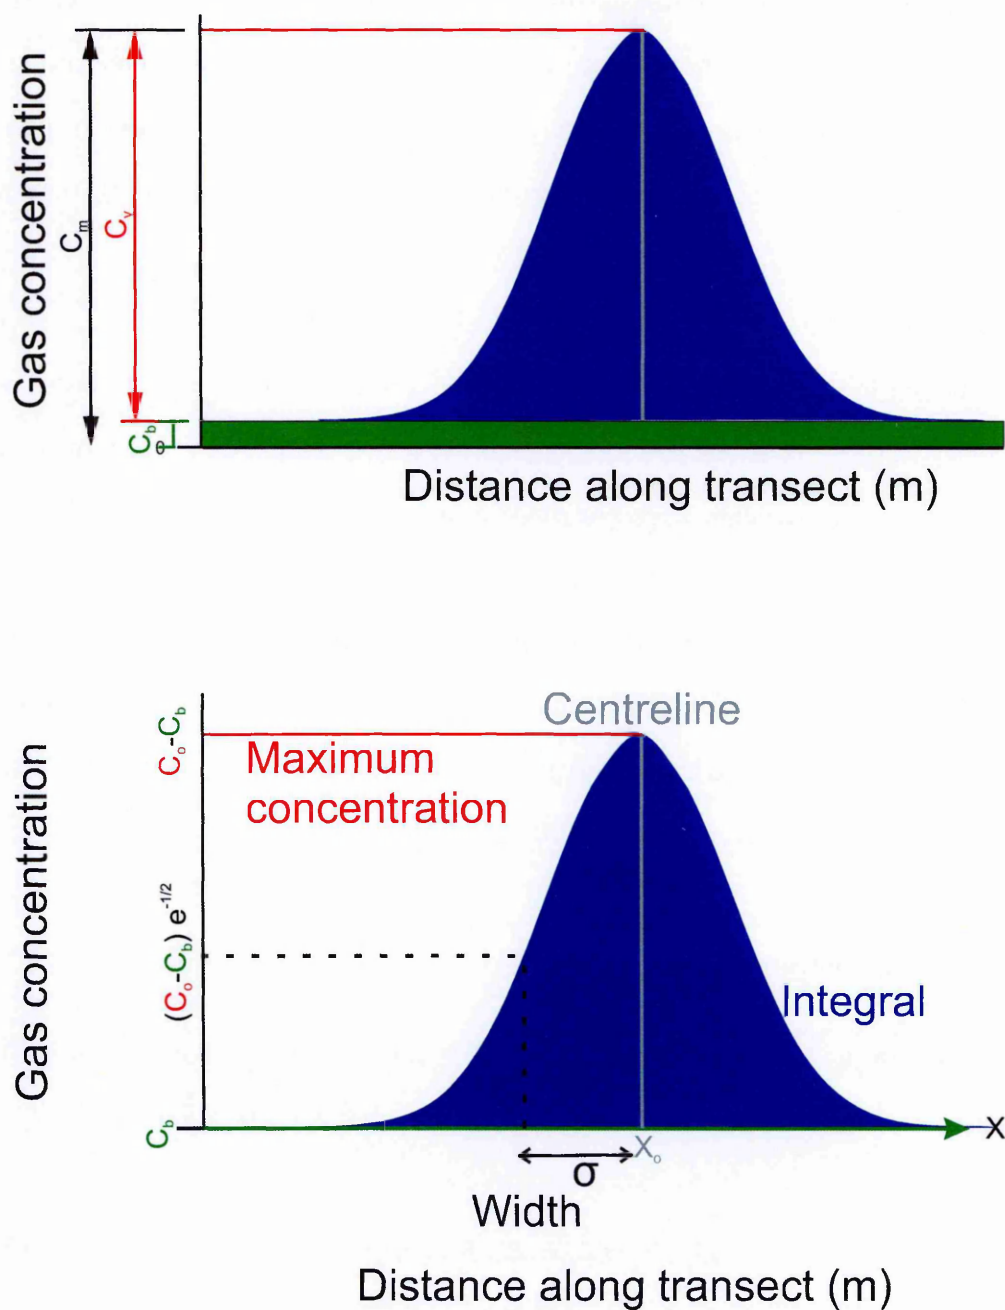 Gas concentration
Cm
Cv
Cb
0
Distance along transect (m)
Centreline
Co-Cb
Maximum
concentration
Gas concentration
(Co-Cb) e-1/2
Integral
Cb
X
Xo
σ
Width
Distance along transect (m)